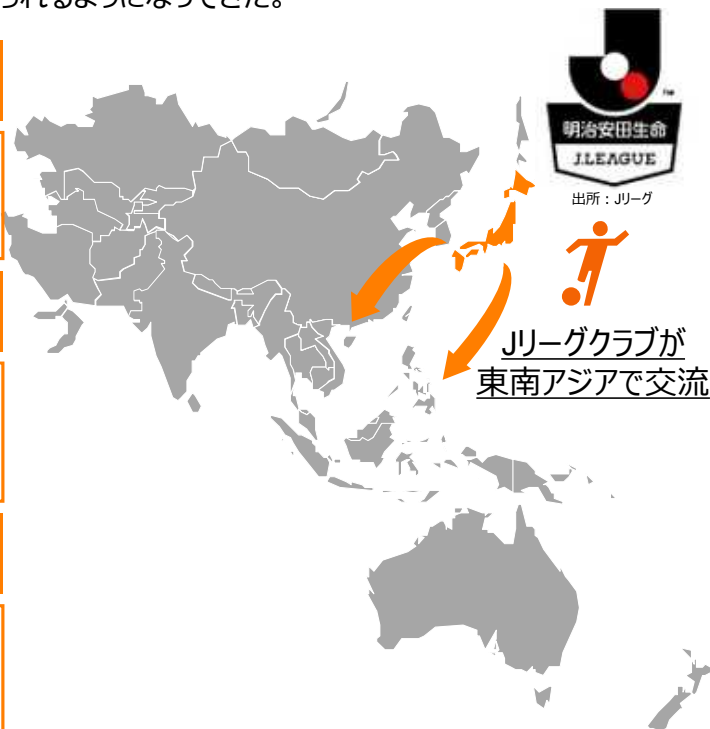 られるようになってきた。
明治安田生命
J.LEAGUE
TM
出所：Jリーグ
Jリーグクラブが
東南アジアで交流